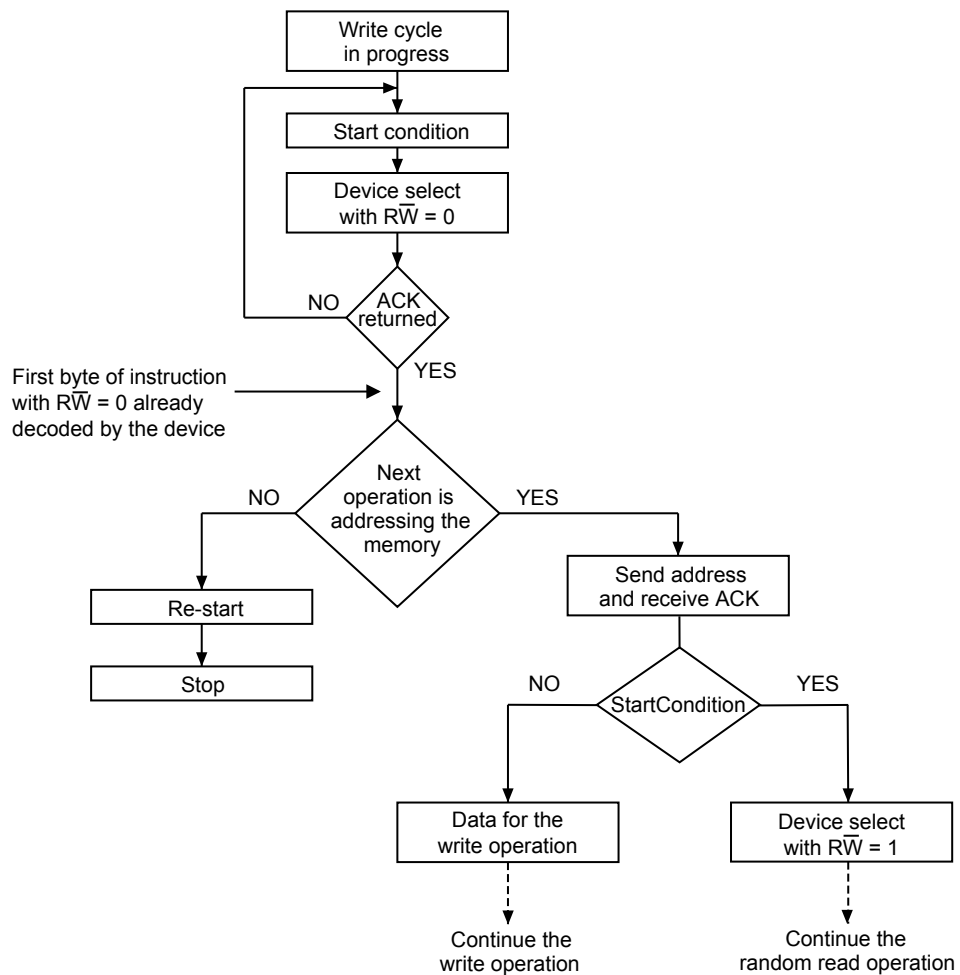 Write cycle
in progress
Start condition
Device select
with RW̅ = 0
NO
ACK
returned
YES
First byte of instruction
with RW̅ = 0 already
decoded by the device
NO
Next
operation is
addressing the
memory
YES
Send address
and receive ACK
Re-start
Stop
NO
StartCondition
YES
Data for the
write operation
Device select
with RW̅ = 1
Continue the
write operation
Continue the
random read operation